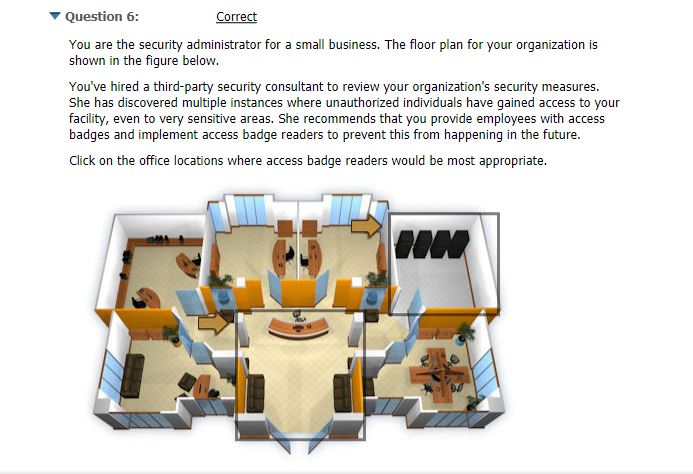 Question 6: Correct
You are the security administrator for a small business. The floor plan for your organization is
shown in the figure below.
You've hired a third-party security consultant to review your organization's security measures.
She has discovered multiple instances where unauthorized individuals have gained access to your
facility, even to very sensitive areas. She recommends that you provide employees with access
badges and implement access badge readers to prevent this from happening in the future.
Click on the office locations where access badge readers would be most appropriate.